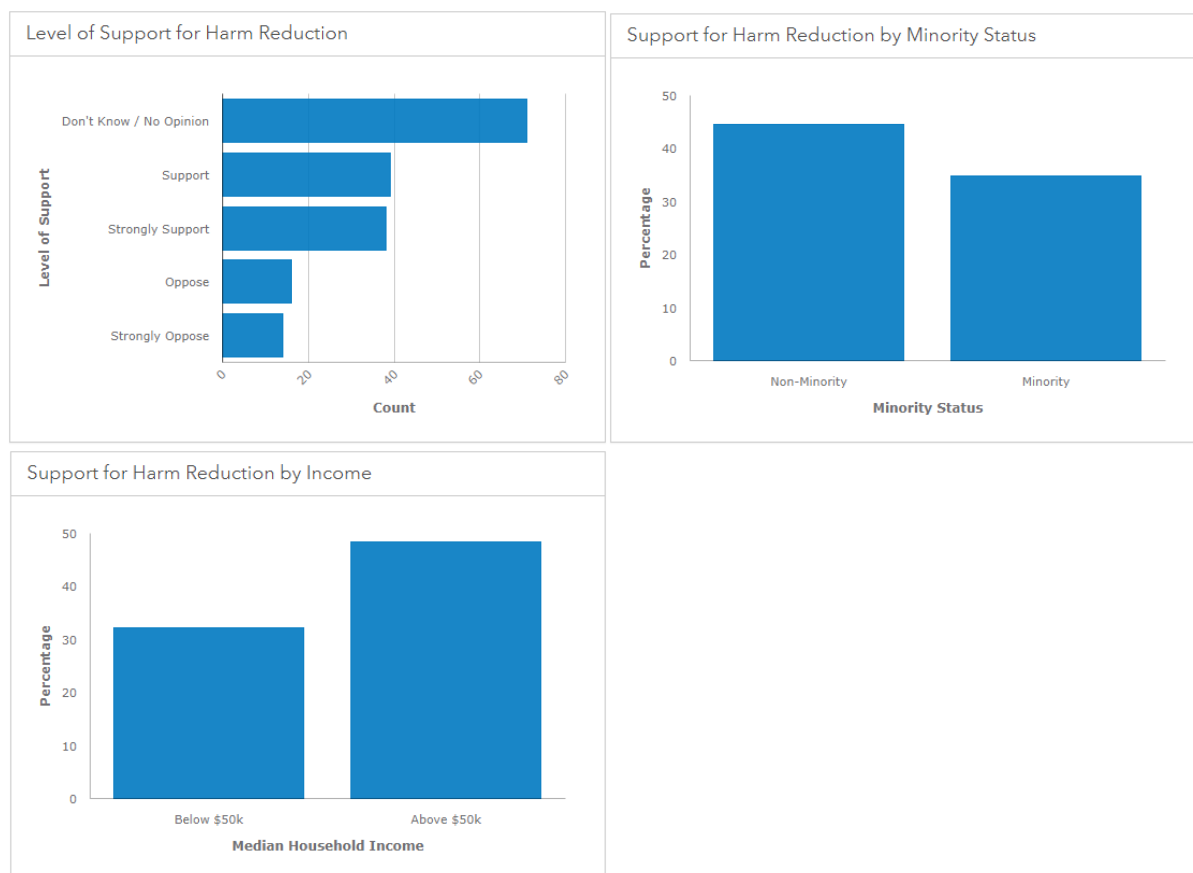 Level of Support for Harm Reduction
Level of Support
Don't Know / No Opinion
Support
Strongly Support
Oppose
Strongly Oppose
0 20 40 60 80
Count
Support for Harm Reduction by Minority Status
Percentage
50
40
30
20
10
0
Non-Minority Minority
Minority Status
Support for Harm Reduction by Income
Percentage
50
40
30
20
10
0
Below $50k Above $50k
Median Household Income